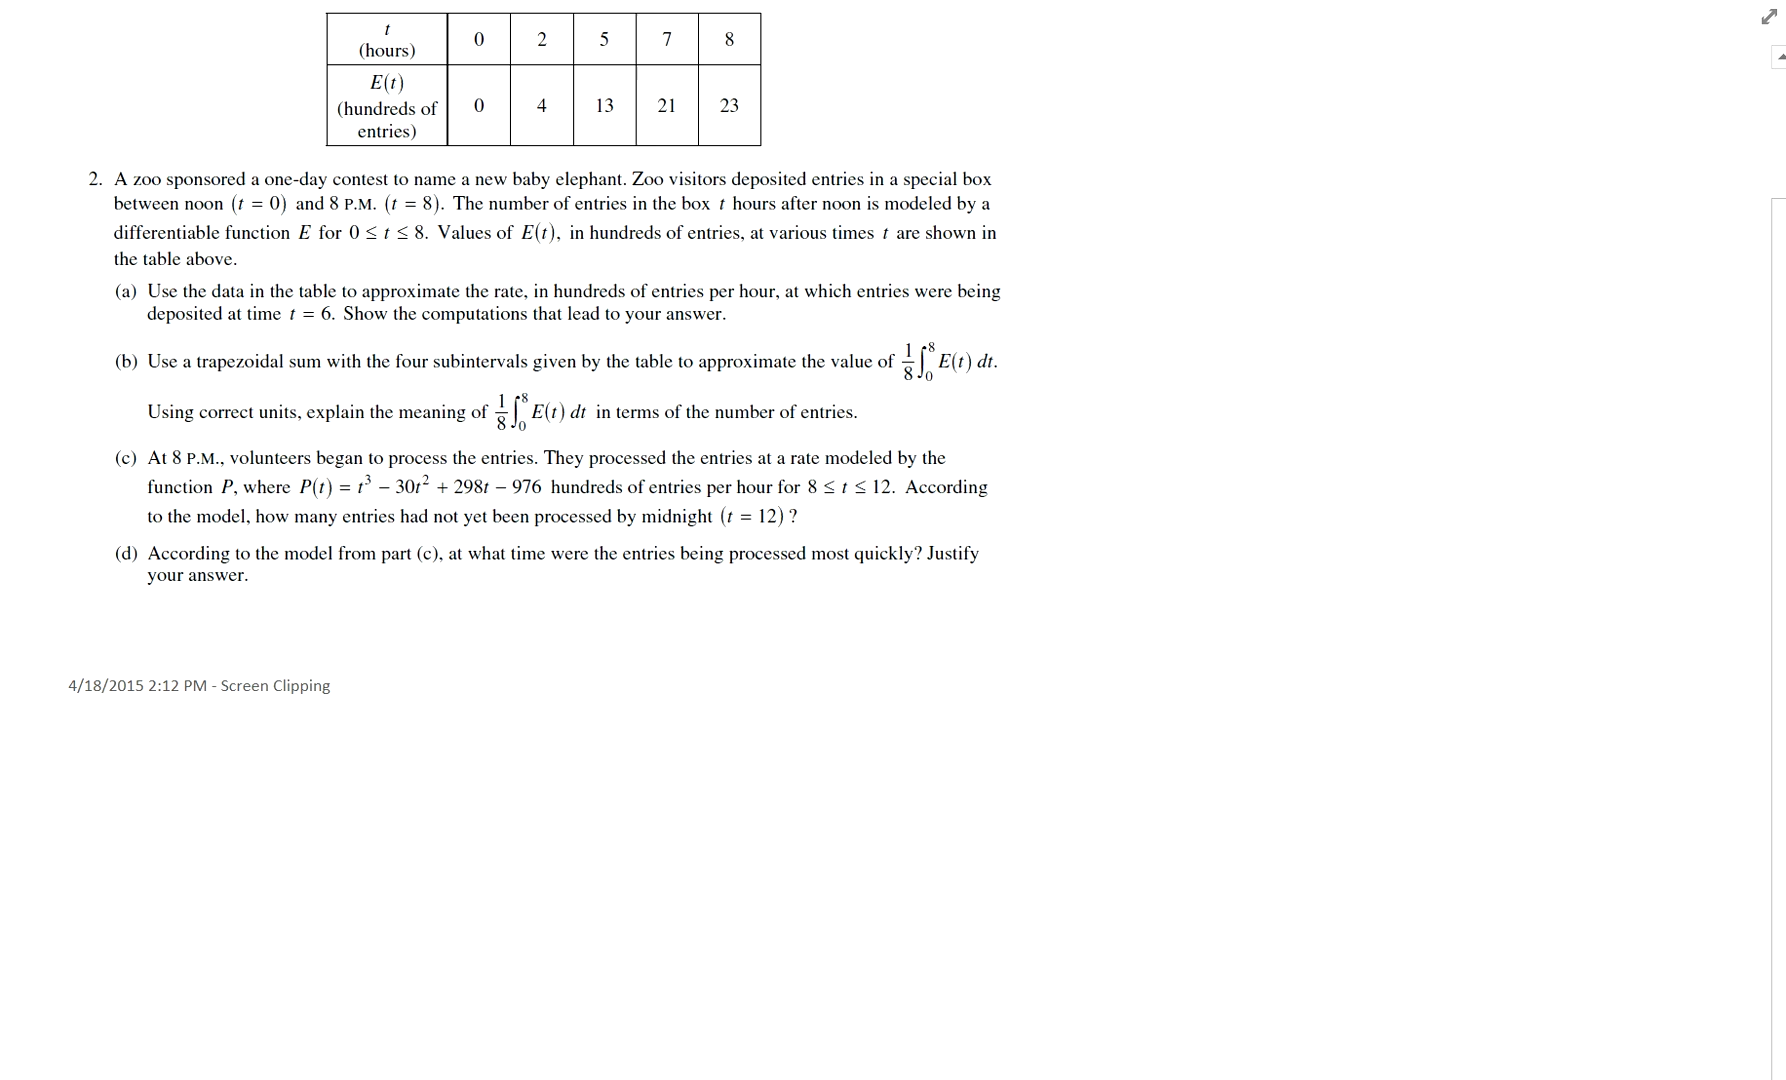 t
(hours) 0 2 5 7 8
E(t)
(hundreds of
entries) 0 4 13 21 23
2. A zoo sponsored a one-day contest to name a new baby elephant. Zoo visitors deposited entries in a special box
between noon (t = 0) and 8 P.M. (t = 8). The number of entries in the box t hours after noon is modeled by a
differentiable function E for 0 ≤ t ≤ 8. Values of E(t), in hundreds of entries, at various times t are shown in
the table above.
(a) Use the data in the table to approximate the rate, in hundreds of entries per hour, at which entries were being
deposited at time t = 6. Show the computations that lead to your answer.
(b) Use a trapezoidal sum with the four subintervals given by the table to approximate the value of 1/8 ∫₀⁸ E(t) dt.
Using correct units, explain the meaning of 1/8 ∫₀⁸ E(t) dt in terms of the number of entries.
(c) At 8 P.M., volunteers began to process the entries. They processed the entries at a rate modeled by the
function P, where P(t) = t³ − 30t² + 298t − 976 hundreds of entries per hour for 8 ≤ t ≤ 12. According
to the model, how many entries had not yet been processed by midnight (t = 12) ?
(d) According to the model from part (c), at what time were the entries being processed most quickly? Justify
your answer.
4/18/2015 2:12 PM - Screen Clipping